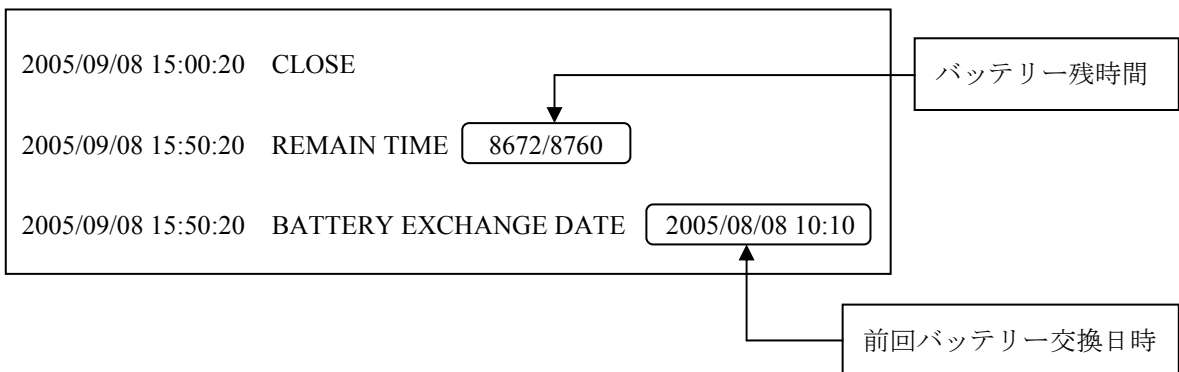 2005/09/08 15:00:20 CLOSE
バッテリー残時間
2005/09/08 15:50:20 REMAIN TIME 8672/8760
2005/09/08 15:50:20 BATTERY EXCHANGE DATE 2005/08/08 10:10
前回バッテリー交換日時